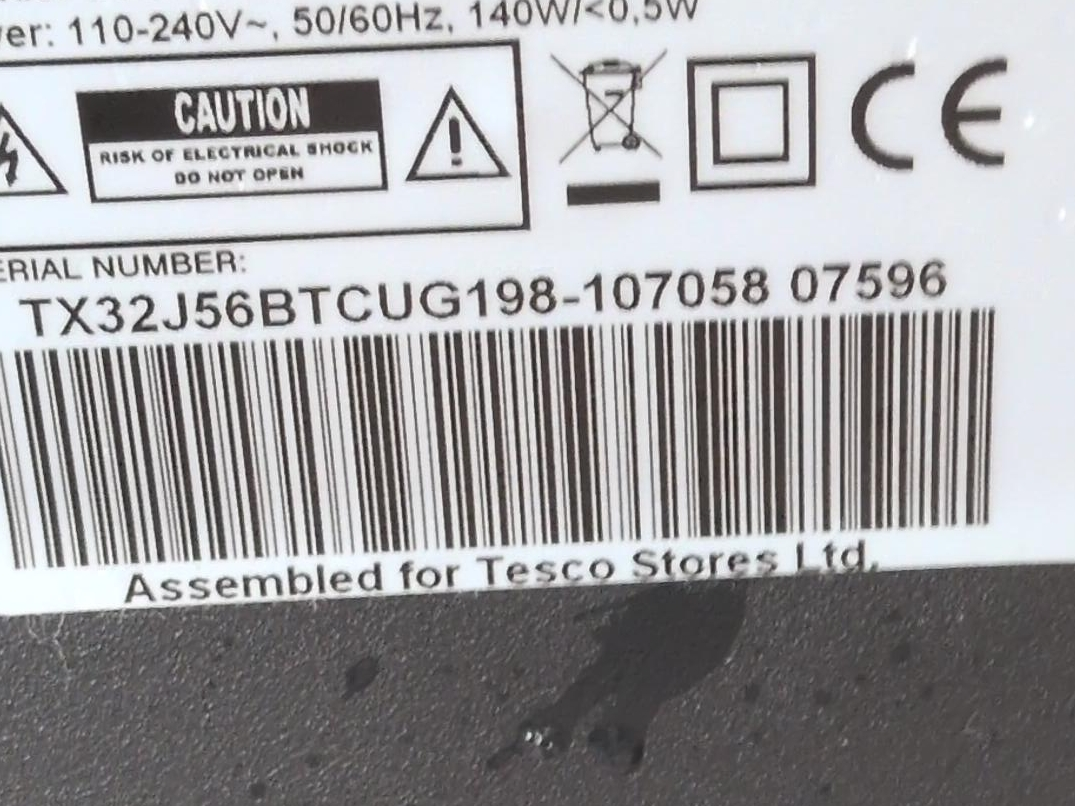 er: 110-240V~, 50/60Hz, 140W/<0,5W
CAUTION
RISK OF ELECTRICAL SHOCK
DO NOT OPEN
CE
ERIAL NUMBER:
TX32J56BTCUG198-107058 07596
Assembled for Tesco Stores Ltd.